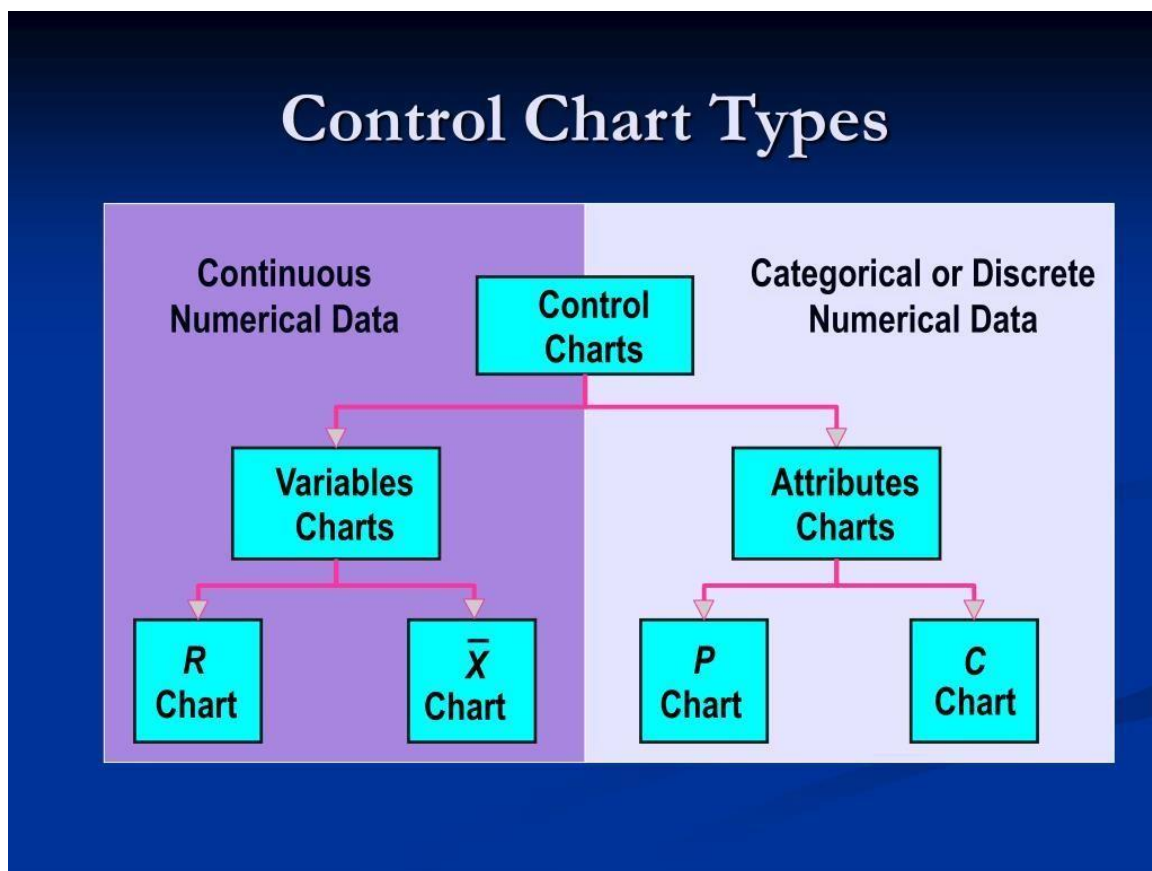 Control Chart Types
Continuous
Numerical Data
Categorical or Discrete
Numerical Data
Control
Charts
Variables
Charts
Attributes
Charts
R
Chart
X̄
Chart
P
Chart
C
Chart